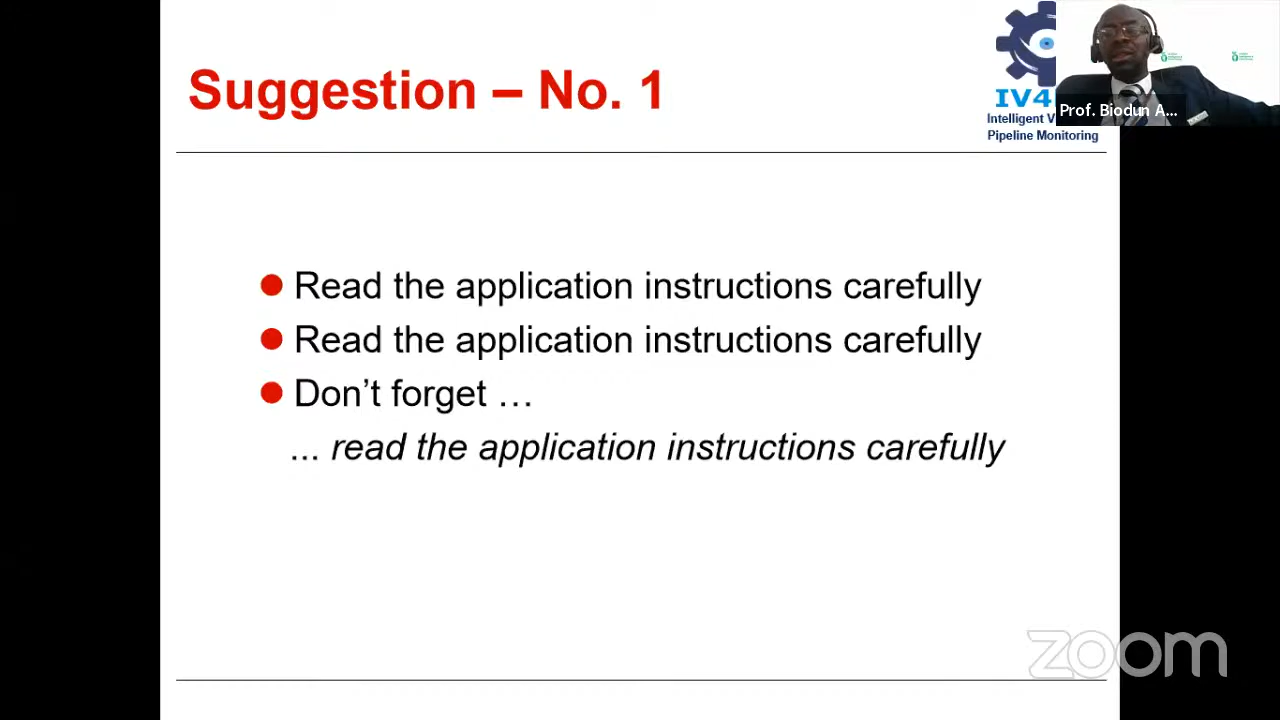 Suggestion – No. 1
IV4
Intelligent V
Pipeline Monitoring
Prof. Biodun A...
Read the application instructions carefully
Read the application instructions carefully
Don’t forget …
... read the application instructions carefully
zoom